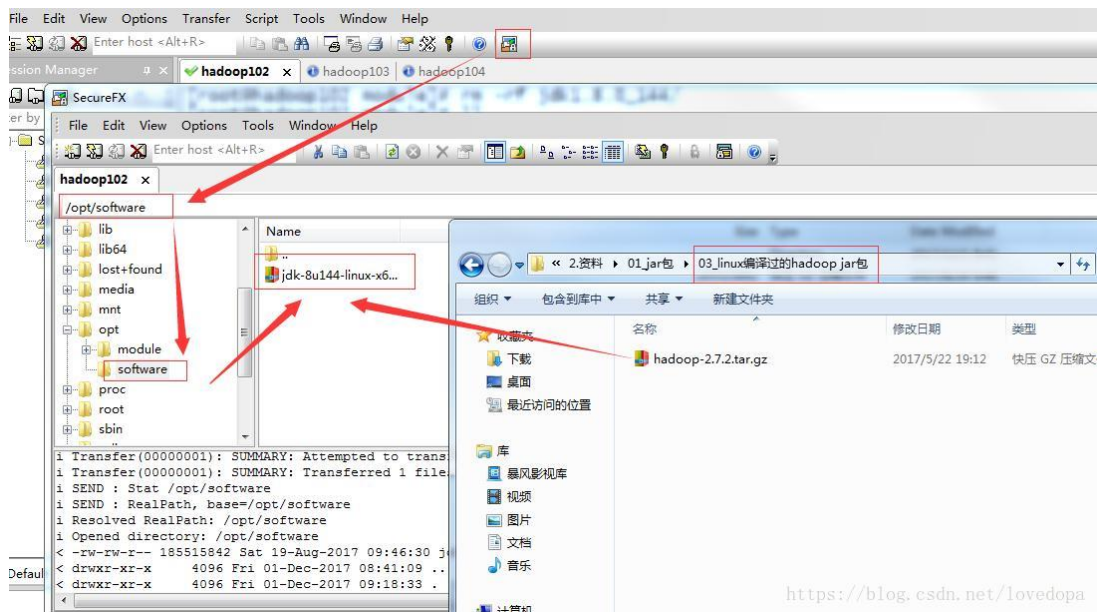 File Edit View Options Transfer Script Tools Window Help
Enter host <Alt+R>
ession Manager
hadoop102 x hadoop103 hadoop104
er by
SecureFX
File Edit View Options Tools Window Help
Enter host <Alt+R>
hadoop102 x
/opt/software
lib
lib64
lost+found
media
mnt
opt
module
software
proc
root
sbin
Name
..
jdk-8u144-linux-x6...
« 2.资料 01_jar包 03_linux编译过的hadoop jar包
组织 包含到库中 共享 新建文件夹
收藏夹
下载
桌面
最近访问的位置
库
暴风影视库
视频
图片
文档
音乐
计算机
名称 修改日期 类型
hadoop-2.7.2.tar.gz 2017/5/22 19:12 快压 GZ 压缩文
i Transfer(00000001): SUMMARY: Attempted to trans
i Transfer(00000001): SUMMARY: Transferred 1 file
i SEND : Stat /opt/software
i SEND : RealPath, base=/opt/software
i Resolved RealPath: /opt/software
i Opened directory: /opt/software
< -rw-rw-r-- 185515842 Sat 19-Aug-2017 09:46:30 j
< drwxr-xr-x 4096 Fri 01-Dec-2017 08:41:09 ..
< drwxr-xr-x 4096 Fri 01-Dec-2017 09:18:33 .
Defaul
https://blog.csdn.net/lovedopa